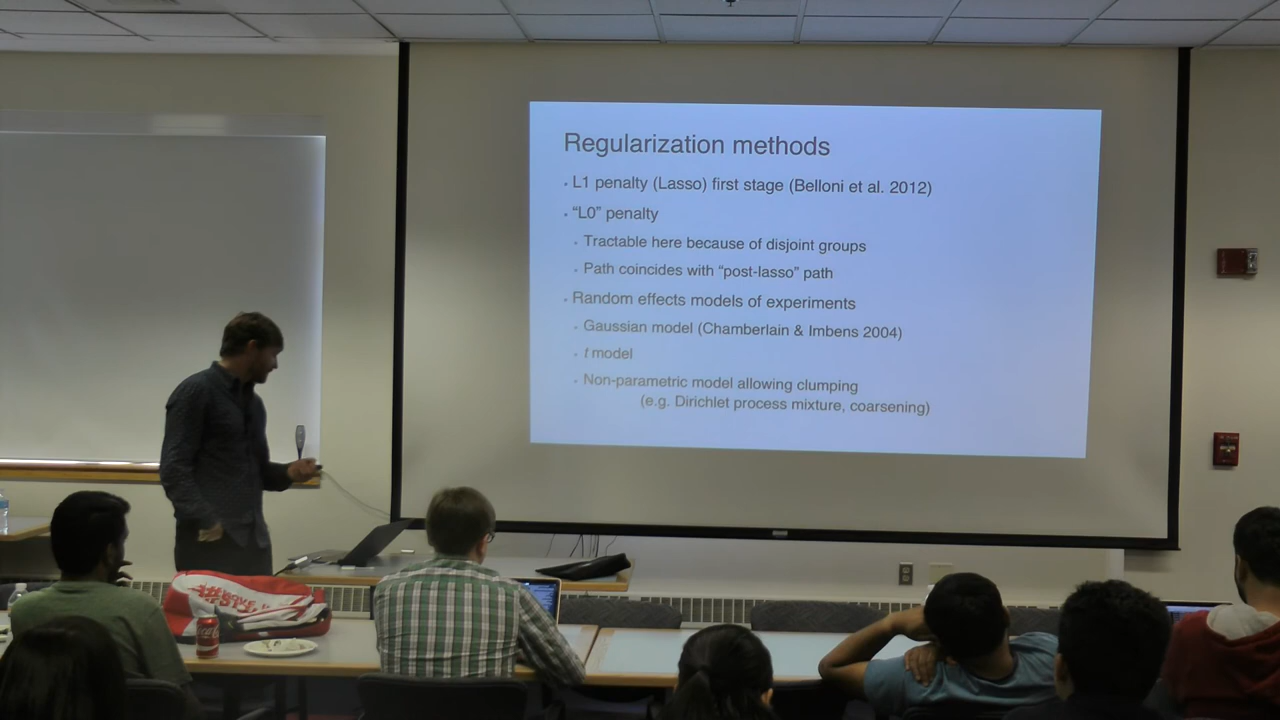 Regularization methods
· L1 penalty (Lasso) first stage (Belloni et al. 2012)
· “L0” penalty
· Tractable here because of disjoint groups
· Path coincides with “post-lasso” path
· Random effects models of experiments
· Gaussian model (Chamberlain & Imbens 2004)
· t model
· Non-parametric model allowing clumping
(e.g. Dirichlet process mixture, coarsening)